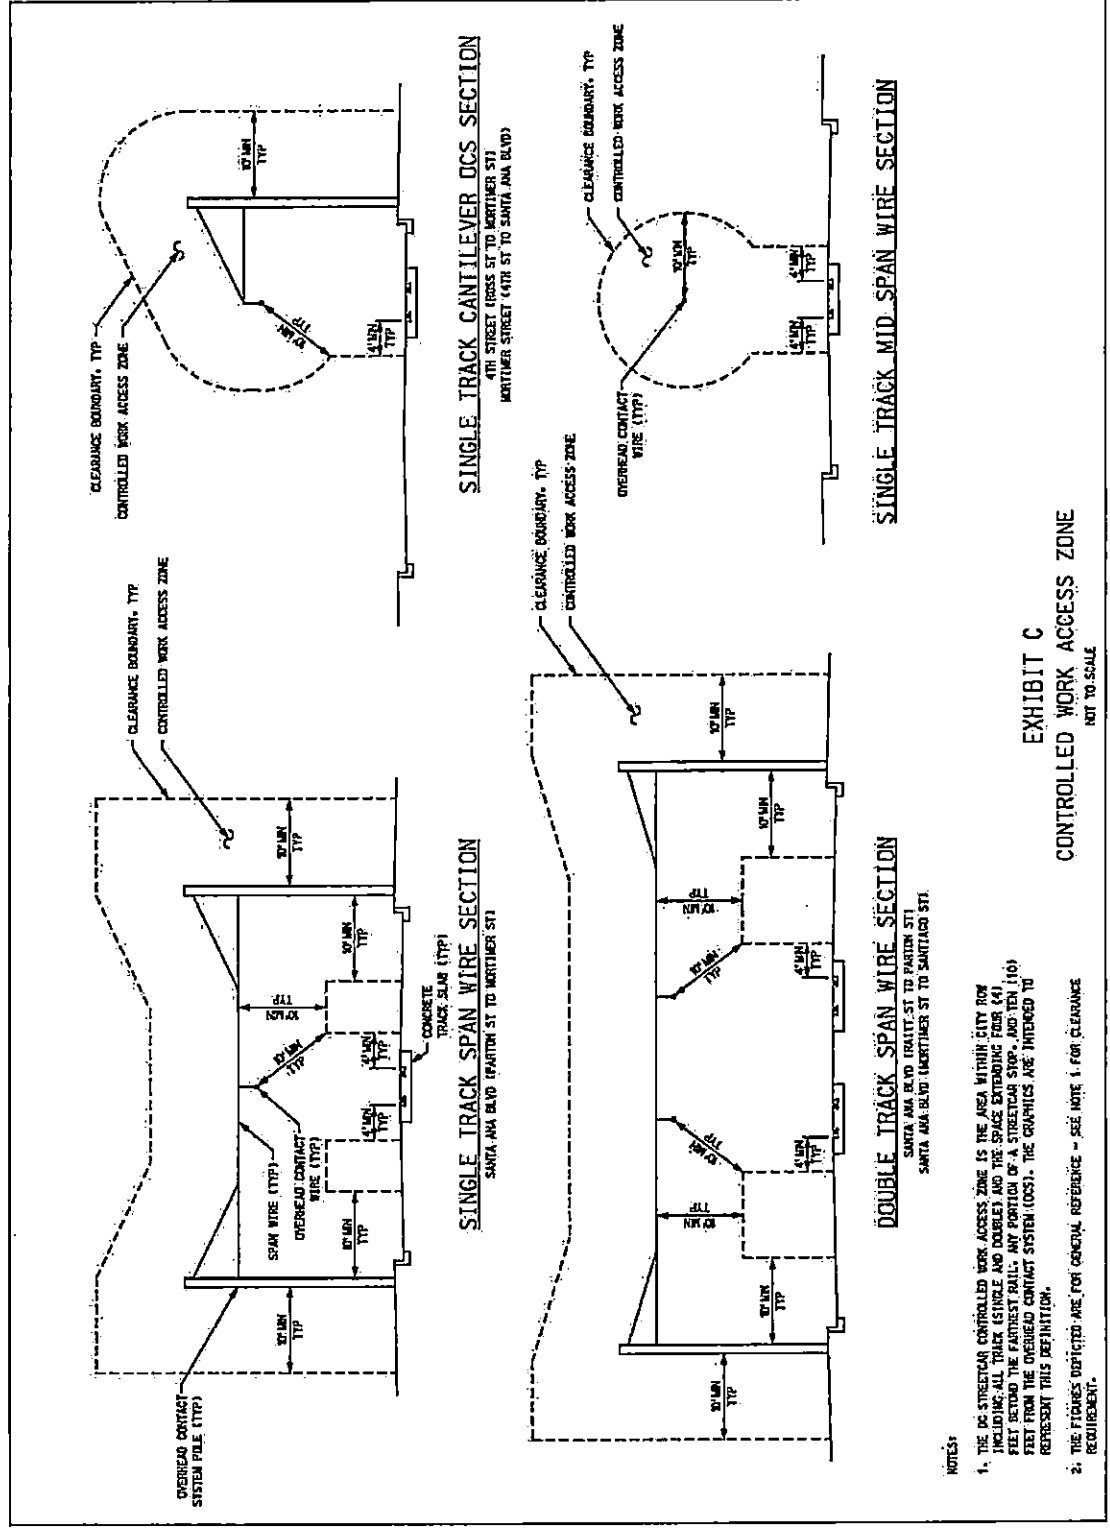 OVERHEAD CONTACT
SYSTEM POLE (TYP)
CLEARANCE BOUNDARY, TYP
CONTROLLED WORK ACCESS ZONE
10' MIN
TYP
10' MIN
TYP
10' MIN
TYP
10' MIN
TYP
10' MIN
TYP
10' MIN
TYP
4' MIN
TYP
4' MIN
TYP
SPAN WIRE (TYP)
OVERHEAD CONTACT
WIRE (TYP)
CONCRETE
TRACK SLAB (TYP)
SINGLE TRACK SPAN WIRE SECTION
SANTA ANA BLVD (PARTON ST TO MORTIMER ST)
CLEARANCE BOUNDARY, TYP
CONTROLLED WORK ACCESS ZONE
10' MIN
TYP
10' MIN
TYP
4' MIN
TYP
SINGLE TRACK CANTILEVER OCS SECTION
4TH STREET (ROSS ST TO MORTIMER ST)
MORTIMER STREET (4TH ST TO SANTA ANA BLVD)
CLEARANCE BOUNDARY, TYP
CONTROLLED WORK ACCESS ZONE
10' MIN
TYP
10' MIN
TYP
10' MIN
TYP
10' MIN
TYP
10' MIN
TYP
10' MIN
TYP
10' MIN
TYP
10' MIN
TYP
4' MIN
TYP
4' MIN
TYP
DOUBLE TRACK SPAN WIRE SECTION
SANTA ANA BLVD (RAITT ST TO PARTON ST)
SANTA ANA BLVD (MORTIMER ST TO SANTIAGO ST)
CLEARANCE BOUNDARY, TYP
CONTROLLED WORK ACCESS ZONE
OVERHEAD CONTACT
WIRE (TYP)
10' MIN
TYP
4' MIN
TYP
4' MIN
TYP
SINGLE TRACK MID SPAN WIRE SECTION
NOTES:
1. THE OC STREETCAR CONTROLLED WORK ACCESS ZONE IS THE AREA WITHIN CITY ROW
INCLUDING ALL TRACK (SINGLE AND DOUBLE) AND THE SPACE EXTENDING FOUR (4)
FEET BEYOND THE FARTHEST RAIL, ANY PORTION OF A STREETCAR STOP, AND TEN (10)
FEET FROM THE OVERHEAD CONTACT SYSTEM (OCS). THE GRAPHICS ARE INTENDED TO
REPRESENT THIS DEFINITION.
2. THE FIGURES DEPICTED ARE FOR GENERAL REFERENCE - SEE NOTE 1 FOR CLEARANCE
REQUIREMENT.
EXHIBIT C
CONTROLLED WORK ACCESS ZONE
NOT TO SCALE